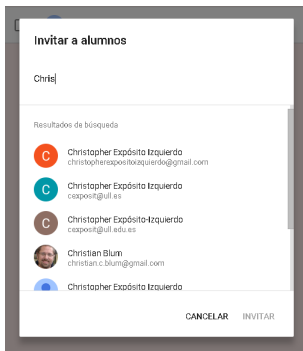 Invitar a alumnos
Chris
Resultados de búsqueda
C
Christopher Expósito Izquierdo
christopherexpositoizquierdo@gmail.com
C
Christopher Expósito Izquierdo
cexposit@ull.es
C
Christopher Expósito-Izquierdo
cexposit@ull.edu.es
Christian Blum
christian.c.blum@gmail.com
Christopher Expósito Izquierdo
CANCELAR INVITAR